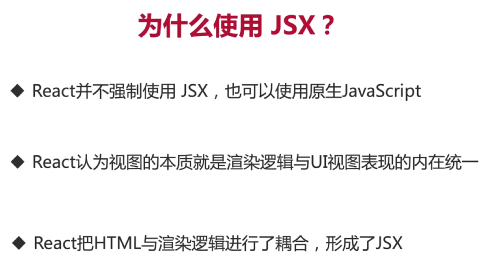 为什么使用 JSX？
◆ React并不强制使用 JSX，也可以使用原生JavaScript
◆ React认为视图的本质就是渲染逻辑与UI视图表现的内在统一
◆ React把HTML与渲染逻辑进行了耦合，形成了JSX